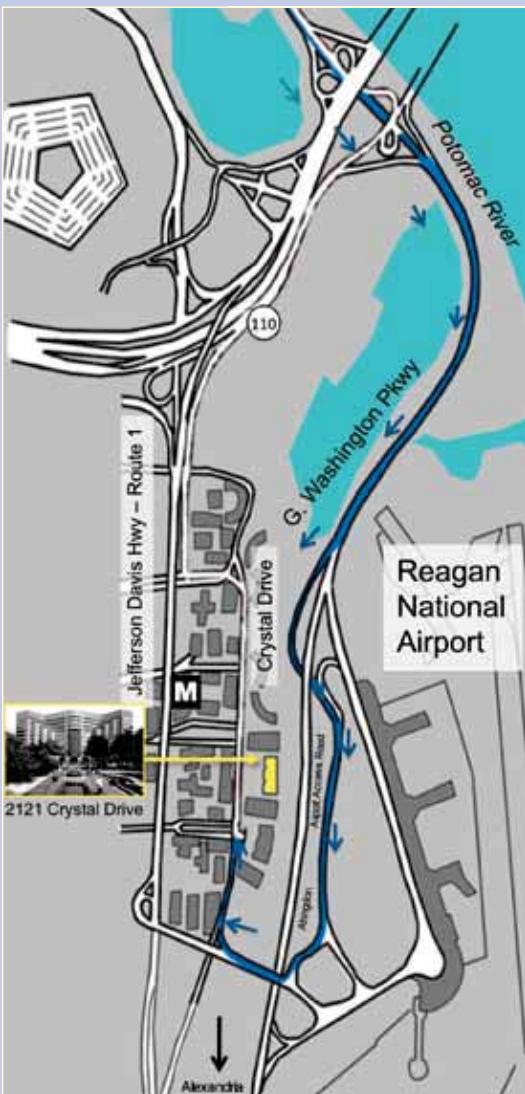 Potomac River
110
G. Washington Pkwy
Jefferson Davis Hwy – Route 1
Crystal Drive
Reagan
National
Airport
M
2121 Crystal Drive
Airport Access Road
Abingdon
Alexandria